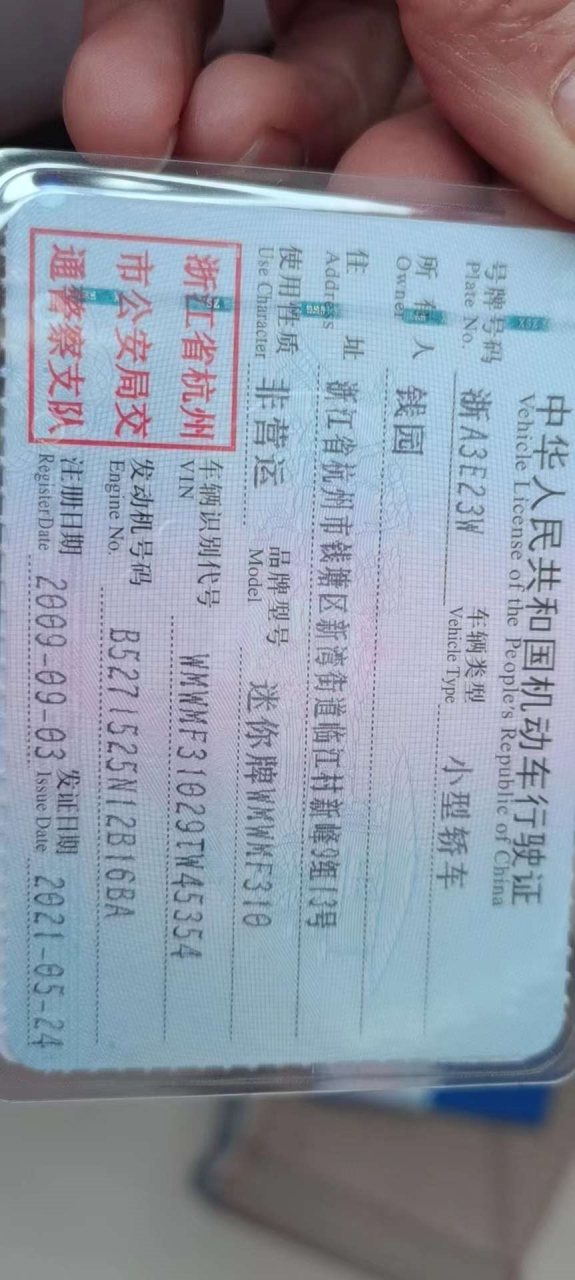 中华人民共和国机动车行驶证
Vehicle License of the People's Republic of China
号牌号码 浙A3E23W 车辆类型 小型轿车
Plate No. Vehicle Type
所有人 钱园
Owner
住址 浙江省杭州市钱塘区新湾街道临江村新峰9组13号
Address
使用性质 非营运 品牌型号 迷你牌WMWMF310
Use Character Model
浙江省杭州
市公安局交
通警察支队
车辆识别代号 WMWMF31029TW45354
VIN
发动机号码 B5271525N12B16BA
Engine No.
注册日期 2009-09-03 发证日期 2021-05-24
RegisterDate Issue Date